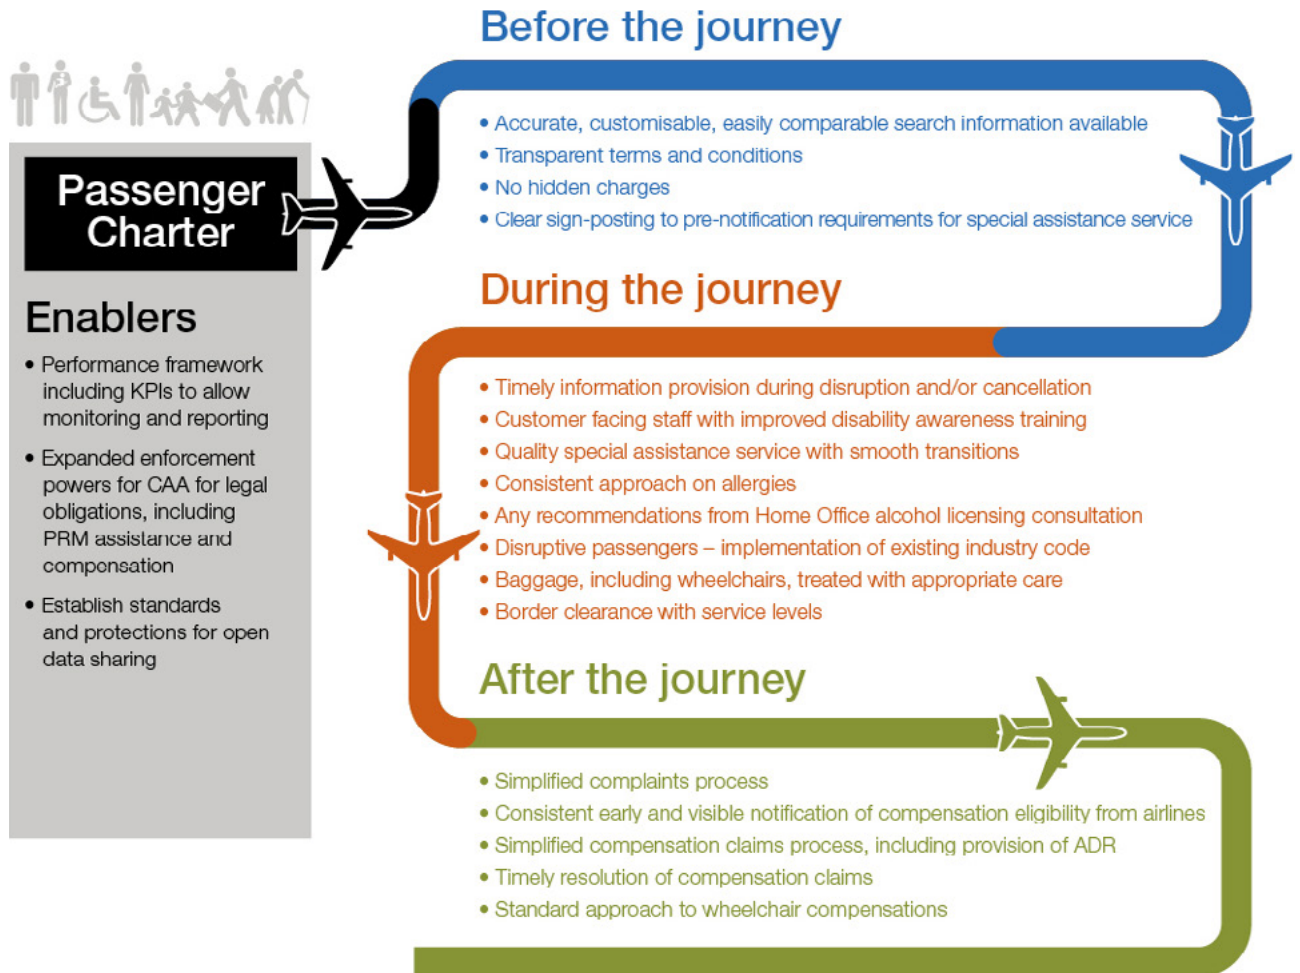 Passenger
Charter
Enablers
• Performance framework
including KPIs to allow
monitoring and reporting
• Expanded enforcement
powers for CAA for legal
obligations, including
PRM assistance and
compensation
• Establish standards
and protections for open
data sharing
Before the journey
• Accurate, customisable, easily comparable search information available
• Transparent terms and conditions
• No hidden charges
• Clear sign-posting to pre-notification requirements for special assistance service
During the journey
• Timely information provision during disruption and/or cancellation
• Customer facing staff with improved disability awareness training
• Quality special assistance service with smooth transitions
• Consistent approach on allergies
• Any recommendations from Home Office alcohol licensing consultation
• Disruptive passengers – implementation of existing industry code
• Baggage, including wheelchairs, treated with appropriate care
• Border clearance with service levels
After the journey
• Simplified complaints process
• Consistent early and visible notification of compensation eligibility from airlines
• Simplified compensation claims process, including provision of ADR
• Timely resolution of compensation claims
• Standard approach to wheelchair compensations